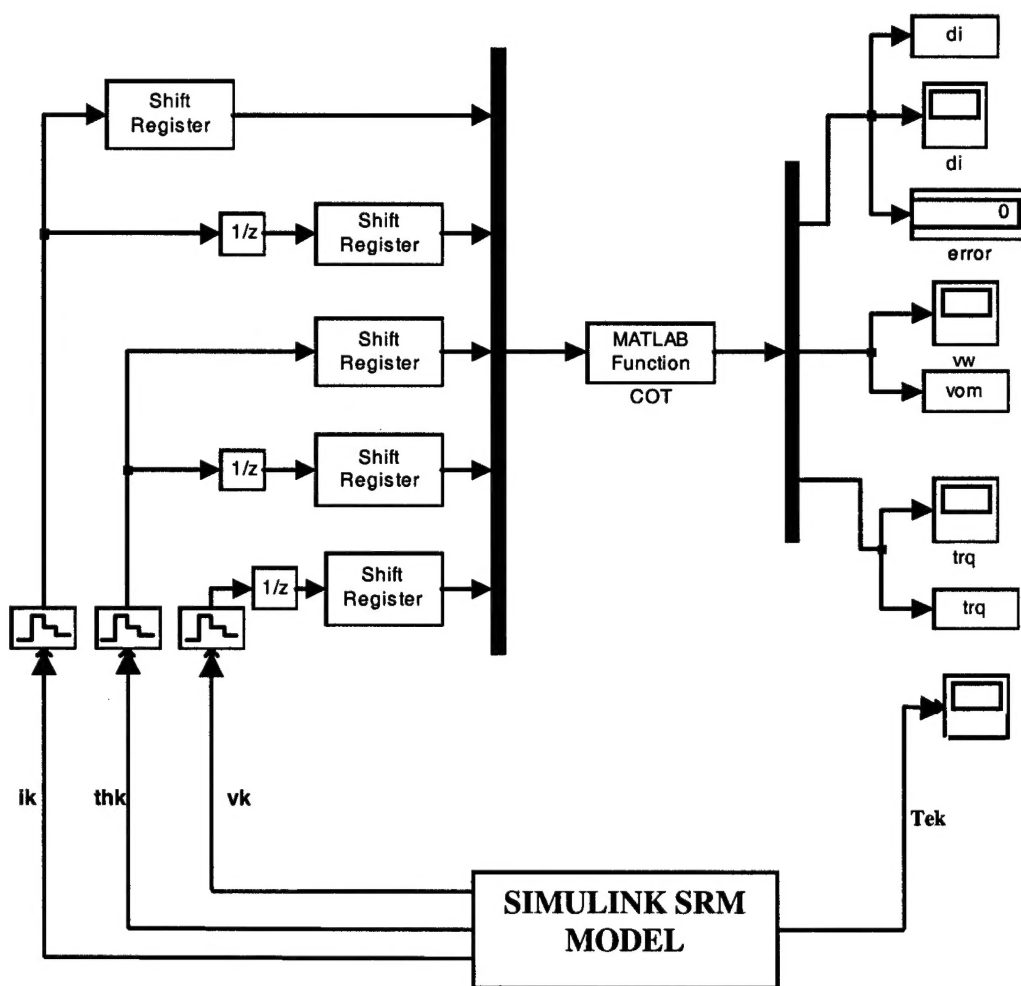 di
Shift
Register
di
1/z
Shift
Register
0
error
Shift
Register
MATLAB
Function
COT
vw
vom
1/z
Shift
Register
trq
1/z
Shift
Register
trq
ik
thk
vk
Tek
SIMULINK SRM
MODEL